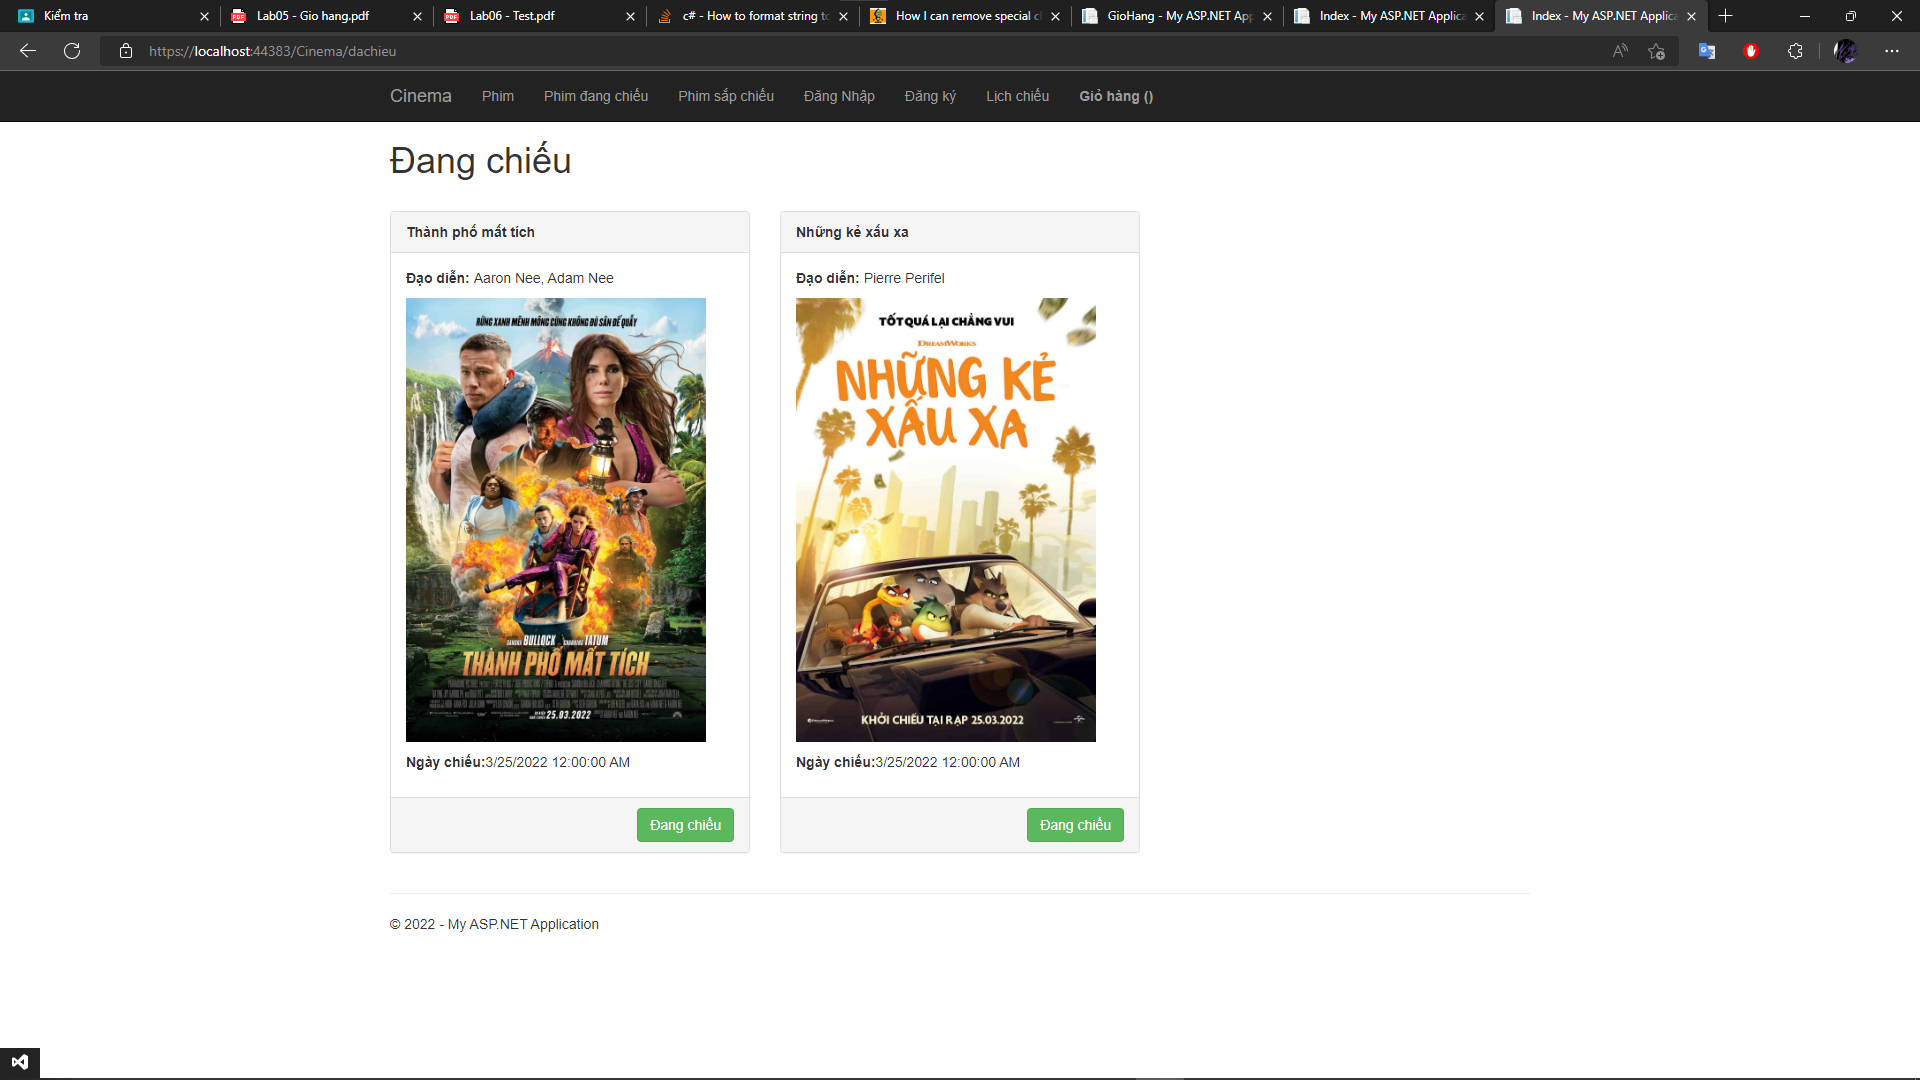 Kiểm tra
Lab05 - Gio hang.pdf
Lab06 - Test.pdf
c# - How to format string to
How I can remove special c
GioHang - My ASP.NET App
Index - My ASP.NET Applica
Index - My ASP.NET Applica
https://localhost:44383/Cinema/dachieu
Cinema
Phim
Phim đang chiếu
Phim sắp chiếu
Đăng Nhập
Đăng ký
Lịch chiếu
Giỏ hàng ()
Đang chiếu
Thành phố mất tích
Đạo diễn: Aaron Nee, Adam Nee
RỪNG XANH MÊNH MÔNG CŨNG KHÔNG ĐỦ SÂN ĐỂ QUẨY
SANDRA BULLOCK CHANNING TATUM
THÀNH PHỐ MẤT TÍCH
25.03.2022
Ngày chiếu:3/25/2022 12:00:00 AM
Đang chiếu
Những kẻ xấu xa
Đạo diễn: Pierre Perifel
TỐT QUÁ LẠI CHẲNG VUI
DREAMWORKS
NHỮNG KẺ
XẤU XA
KHỞI CHIẾU TẠI RẠP 25.03.2022
Ngày chiếu:3/25/2022 12:00:00 AM
Đang chiếu
© 2022 - My ASP.NET Application